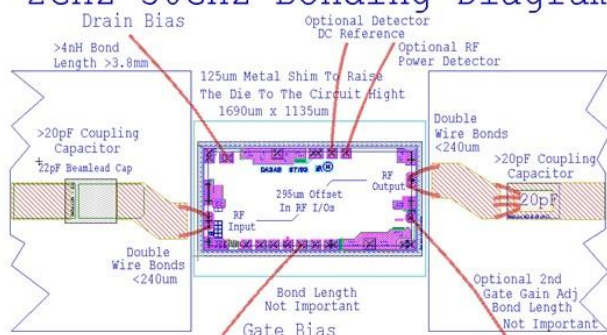 2GHz-50GHz Bonding Diagram
Drain Bias
Optional Detector
DC Reference
>4nH Bond
Length >3.8mm
Optional RF
Power Detector
125um Metal Shim To Raise
The Die To The Circuit Hight
1690um x 1135um
Double
Wire Bonds
<240um
>20pF Coupling
Capacitor
22pF Beamlead Cap
>20pF Coupling
Capacitor
20pF
RF
Output
295um Offset
In RF I/Os
RF
Input
Double
Wire Bonds
<240um
Bond Length
Not Important
Gate Bias
Optional 2nd
Gate Gain Adj
Bond Length
Not Important